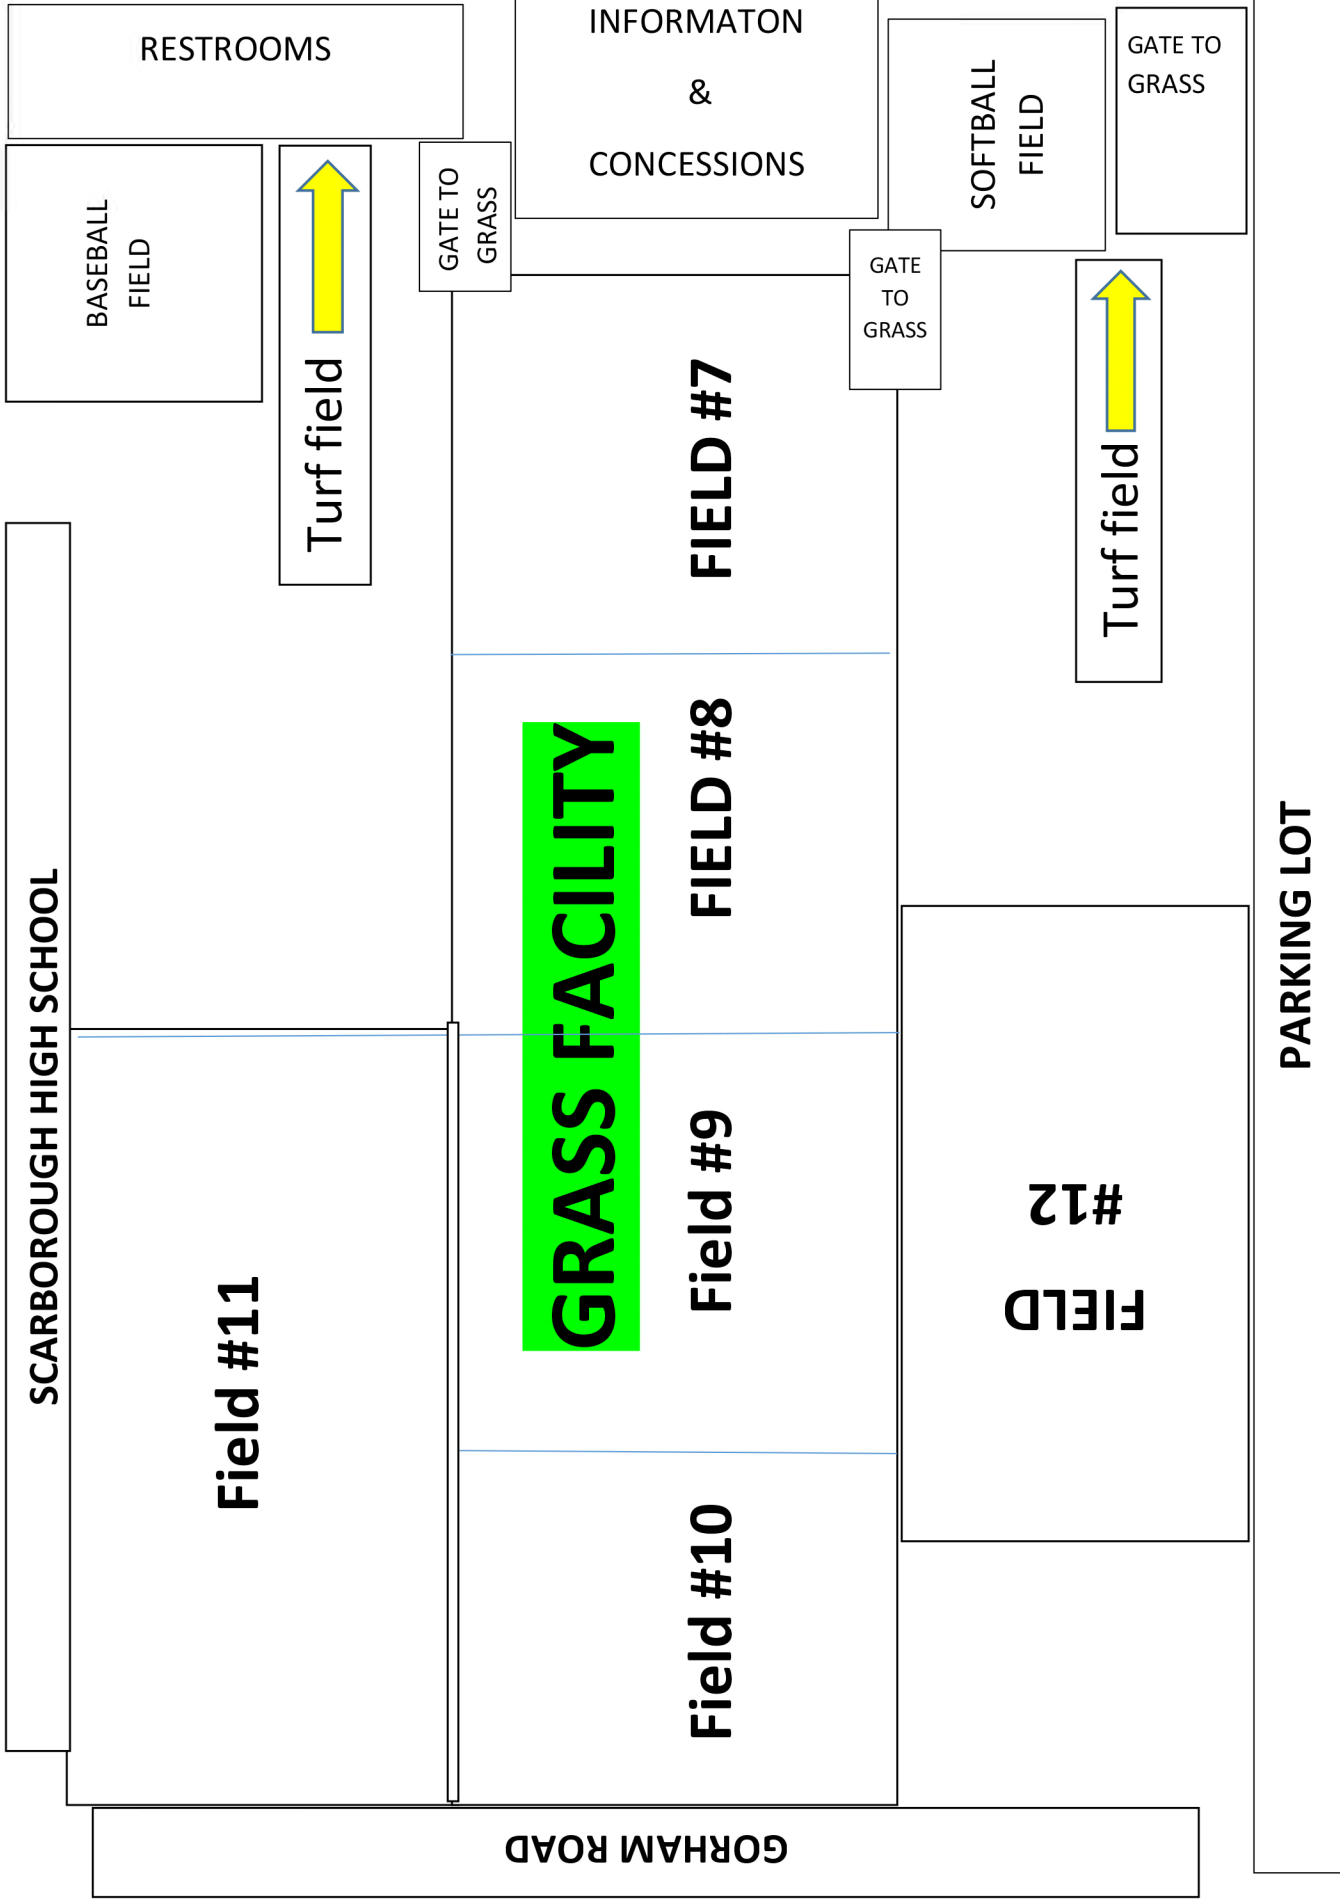 RESTROOMS
INFORMATON
&
CONCESSIONS
SOFTBALL
FIELD
GATE TO
GRASS
BASEBALL
FIELD
Turf field
GATE TO
GRASS
GATE
TO
GRASS
Turf field
FIELD #7
FIELD #8
GRASS FACILITY
Field #9
Field #10
Field #11
FIELD
#12
SCARBOROUGH HIGH SCHOOL
PARKING LOT
GORHAM ROAD